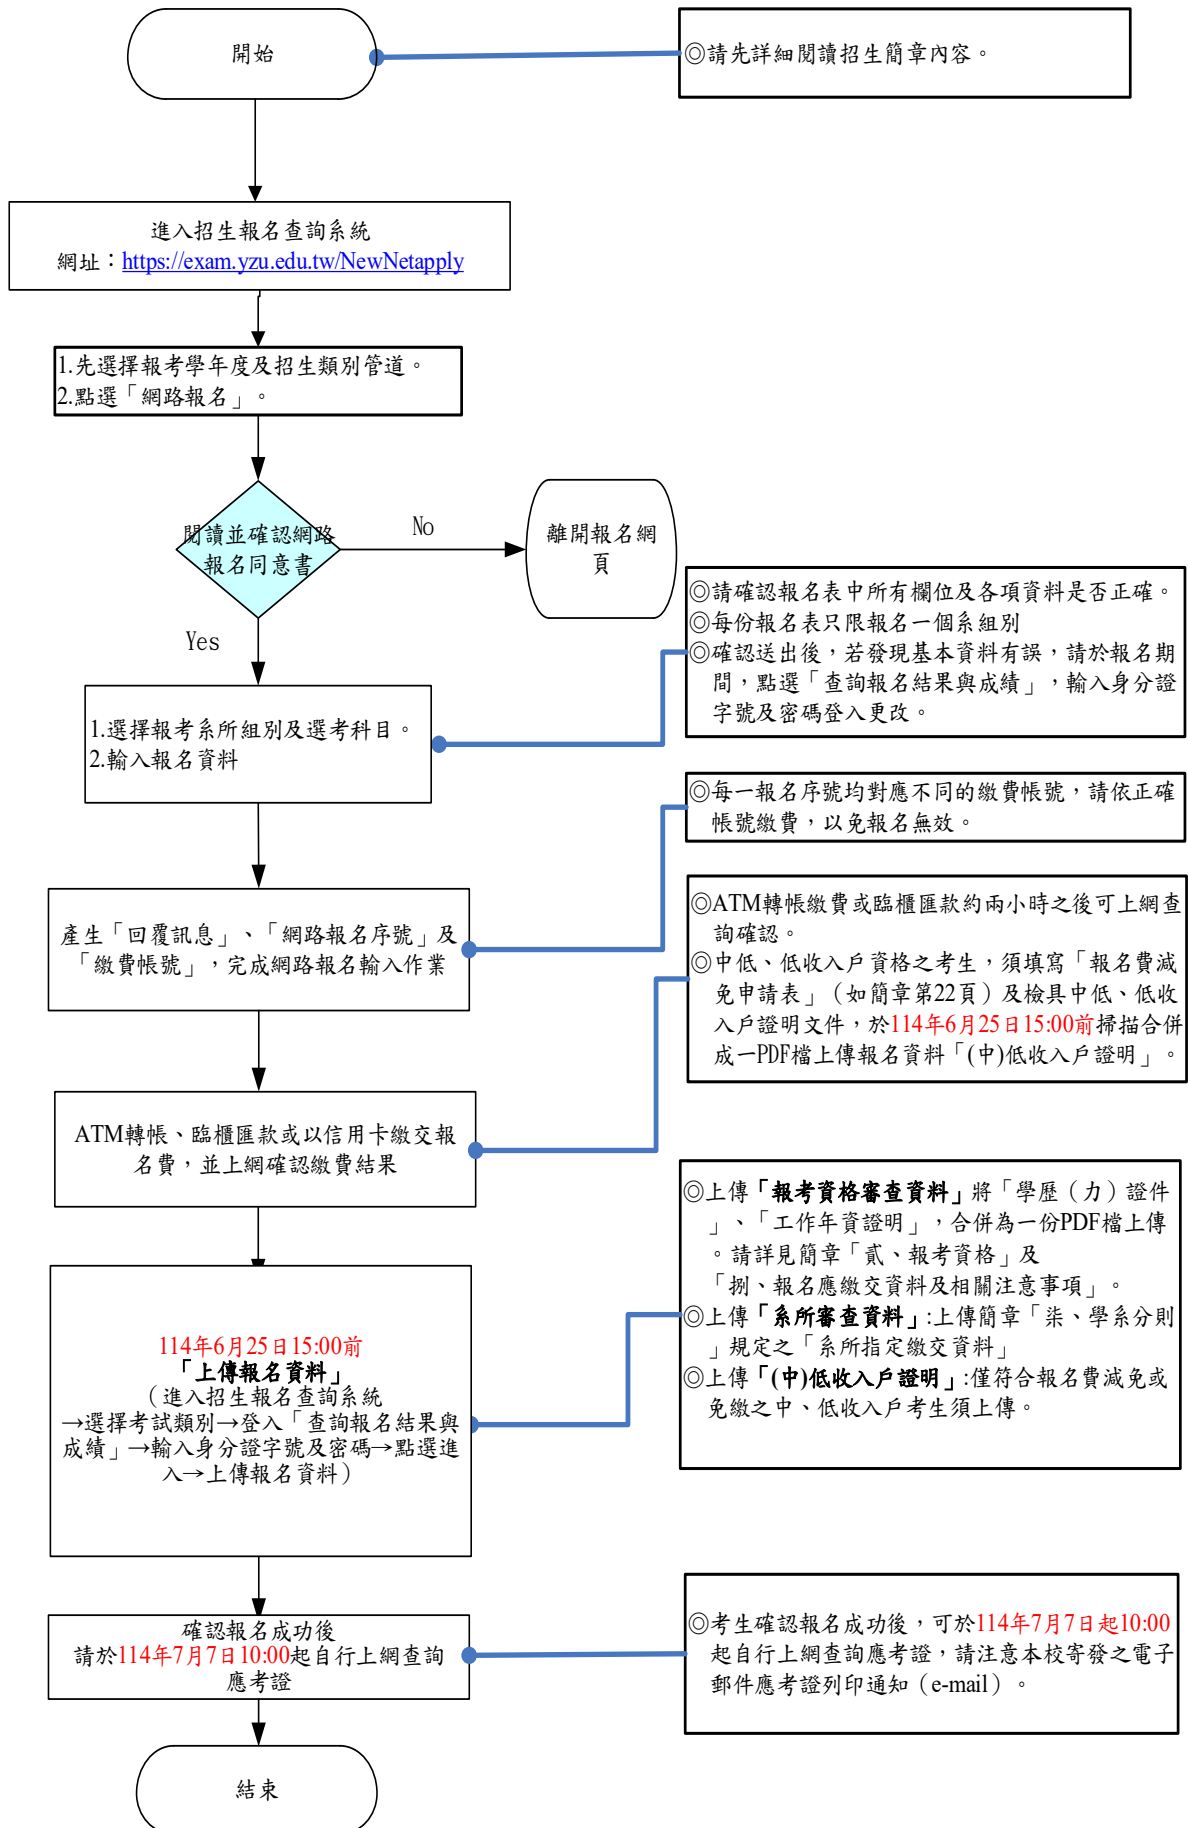 開始
◎請先詳細閱讀招生簡章內容。
進入招生報名查詢系統
網址：https://exam.yzu.edu.tw/NewNetapply
1.先選擇報考學年度及招生類別管道。
2.點選「網路報名」。
閱讀並確認網路
報名同意書
No
離開報名網
頁
Yes
◎請確認報名表中所有欄位及各項資料是否正確。
◎每份報名表只限報名一個系組別
◎確認送出後，若發現基本資料有誤，請於報名期
間，點選「查詢報名結果與成績」，輸入身分證
字號及密碼登入更改。
1.選擇報考系所組別及選考科目。
2.輸入報名資料
◎每一報名序號均對應不同的繳費帳號，請依正確
帳號繳費，以免報名無效。
產生「回覆訊息」、「網路報名序號」及
「繳費帳號」，完成網路報名輸入作業
◎ATM轉帳繳費或臨櫃匯款約兩小時之後可上網查
詢確認。
◎中低、低收入戶資格之考生，須填寫「報名費減
免申請表」（如簡章第22頁）及檢具中低、低收
入戶證明文件，於114年6月25日15:00前掃描合併
成一PDF檔上傳報名資料「(中)低收入戶證明」。
ATM轉帳、臨櫃匯款或以信用卡繳交報
名費，並上網確認繳費結果
◎上傳「報考資格審查資料」將「學歷（力）證件
」、「工作年資證明」，合併為一份PDF檔上傳
。請詳見簡章「貳、報考資格」及
「捌、報名應繳交資料及相關注意事項」。
◎上傳「系所審查資料」:上傳簡章「柒、學系分則
」規定之「系所指定繳交資料」
◎上傳「(中)低收入戶證明」:僅符合報名費減免或
免繳之中、低收入戶考生須上傳。
114年6月25日15:00前
「上傳報名資料」
（進入招生報名查詢系統
→選擇考試類別→登入「查詢報名結果與
成績」→輸入身分證字號及密碼→點選進
入→上傳報名資料）
確認報名成功後
請於114年7月7日10:00起自行上網查詢
應考證
◎考生確認報名成功後，可於114年7月7日起10:00
起自行上網查詢應考證，請注意本校寄發之電子
郵件應考證列印通知（e-mail）。
結束